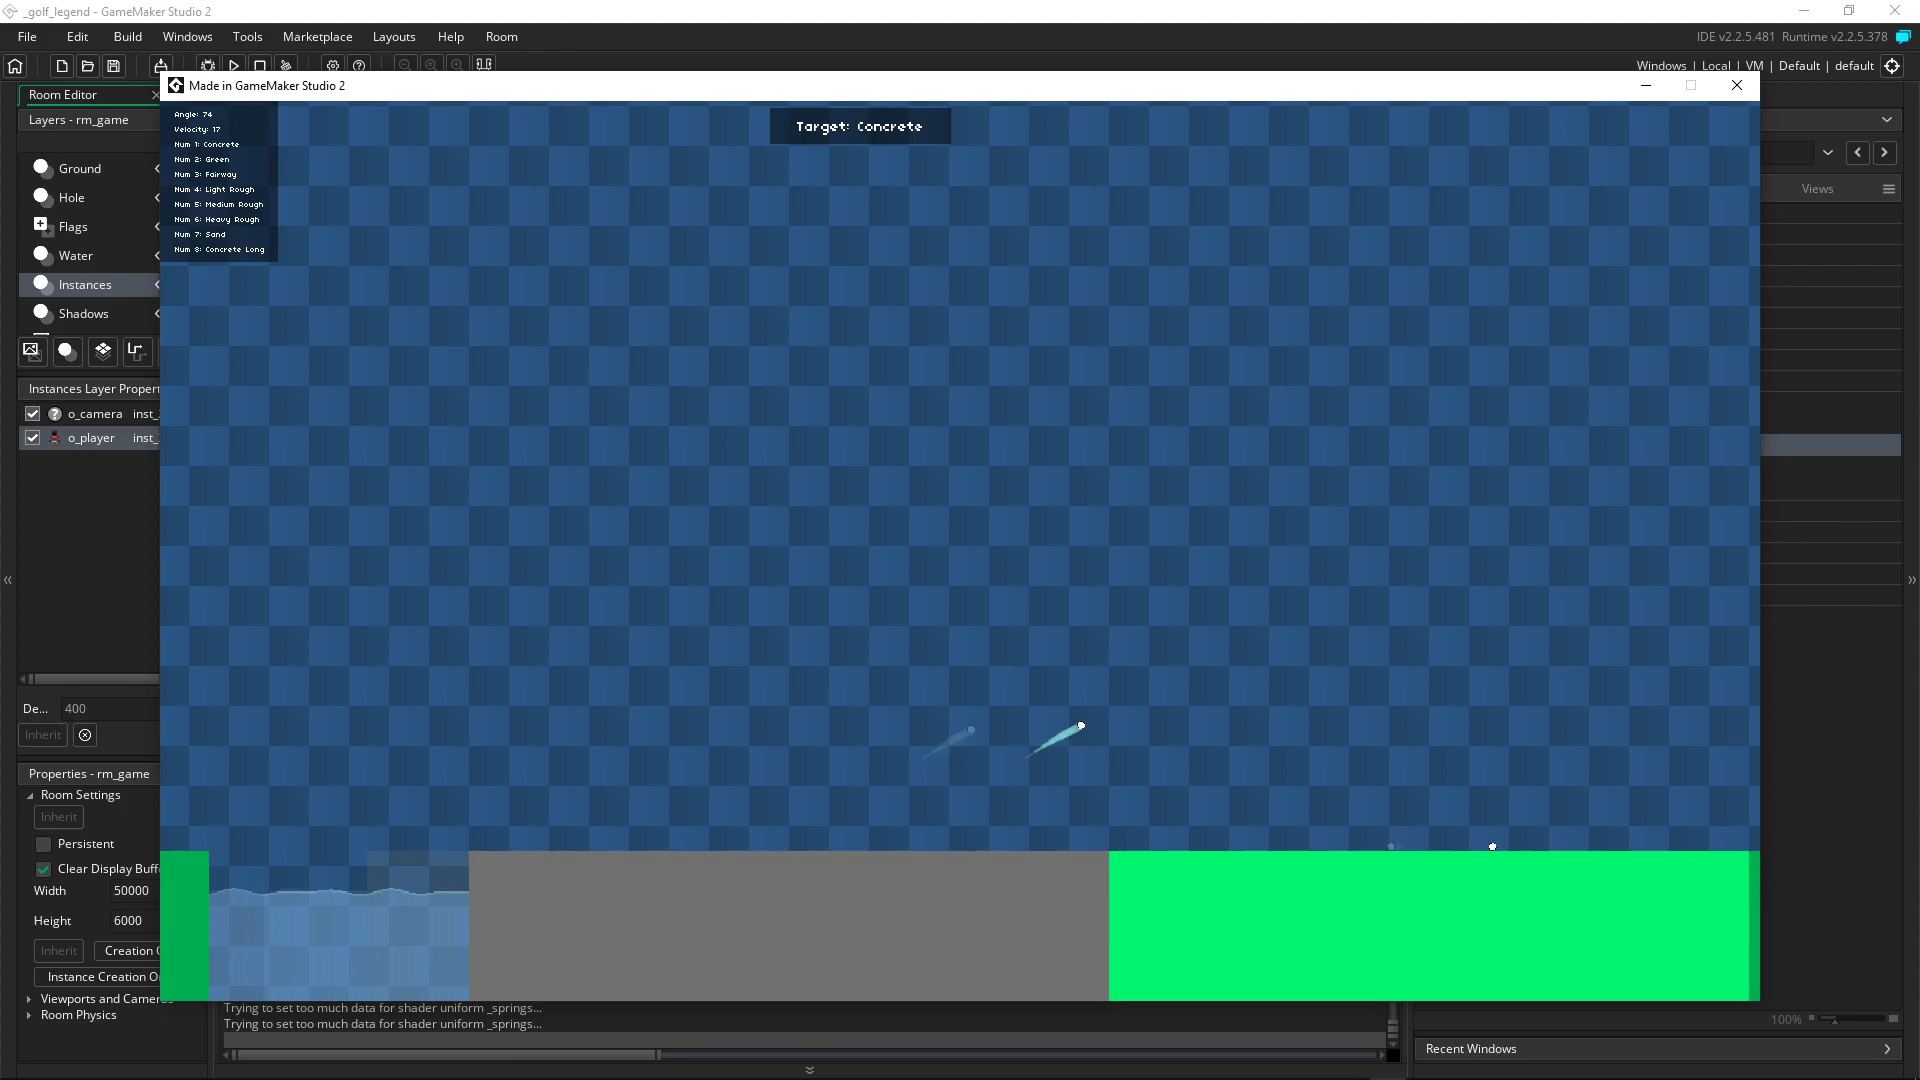 _golf_legend - GameMaker Studio 2
File Edit Build Windows Tools Marketplace Layouts Help Room
IDE v2.2.5.481 Runtime v2.2.5.378
Windows | Local | VM | Default | default
Room Editor
Made in GameMaker Studio 2
Layers - rm_game
Ground
Hole
Flags
Water
Instances
Shadows
Angle: 74
Velocity: 17
Num 1: Concrete
Num 2: Green
Num 3: Fairway
Num 4: Light Rough
Num 5: Medium Rough
Num 6: Heavy Rough
Num 7: Sand
Num 8: Concrete Long
Target: Concrete
Views
Instances Layer Propert
o_camera inst_
o_player inst_
De... 400
Inherit
Properties - rm_game
Room Settings
Inherit
Persistent
Clear Display Buff
Width 50000
Height 6000
Inherit Creation
Instance Creation Or
Viewports and Cameras
Room Physics
Trying to set too much data for shader uniform _springs...
Trying to set too much data for shader uniform _springs...
100%
Recent Windows